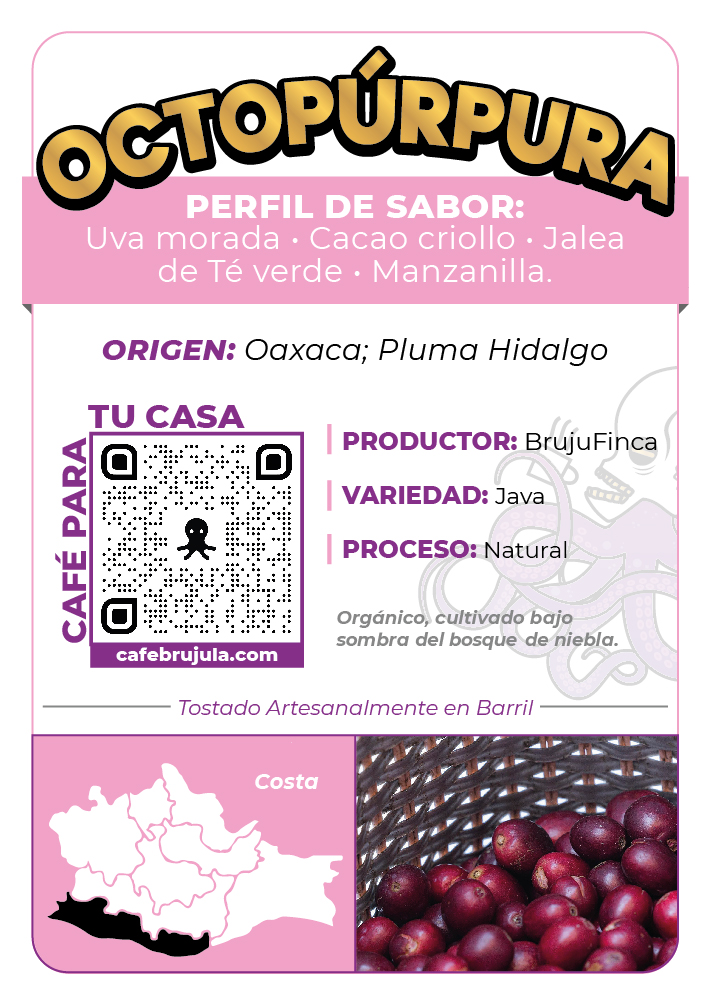 OCTOPÚRPURA
PERFIL DE SABOR:
Uva morada • Cacao criollo • Jalea
de Té verde • Manzanilla.
ORIGEN: Oaxaca; Pluma Hidalgo
CAFÉ PARA
TU CASA
cafebrujula.com
PRODUCTOR: BrujuFinca
VARIEDAD: Java
PROCESO: Natural
Orgánico, cultivado bajo
sombra del bosque de niebla.
Tostado Artesanalmente en Barril
Costa